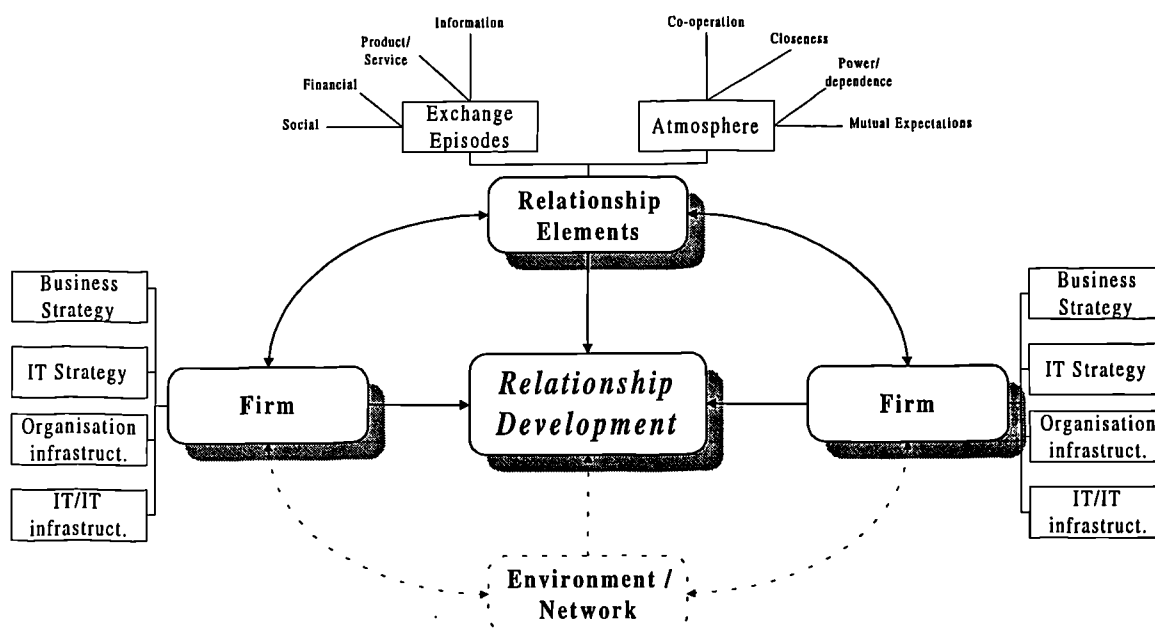 Information
Co-operation
Product/
Service
Closeness
Power/
dependence
Financial
Social
Exchange
Episodes
Atmosphere
Mutual Expectations
Relationship
Elements
Business
Strategy
IT Strategy
Organisation
infrastruct.
IT/IT
infrastruct.
Firm
Relationship
Development
Firm
Business
Strategy
IT Strategy
Organisation
infrastruct.
IT/IT
infrastruct.
Environment /
Network